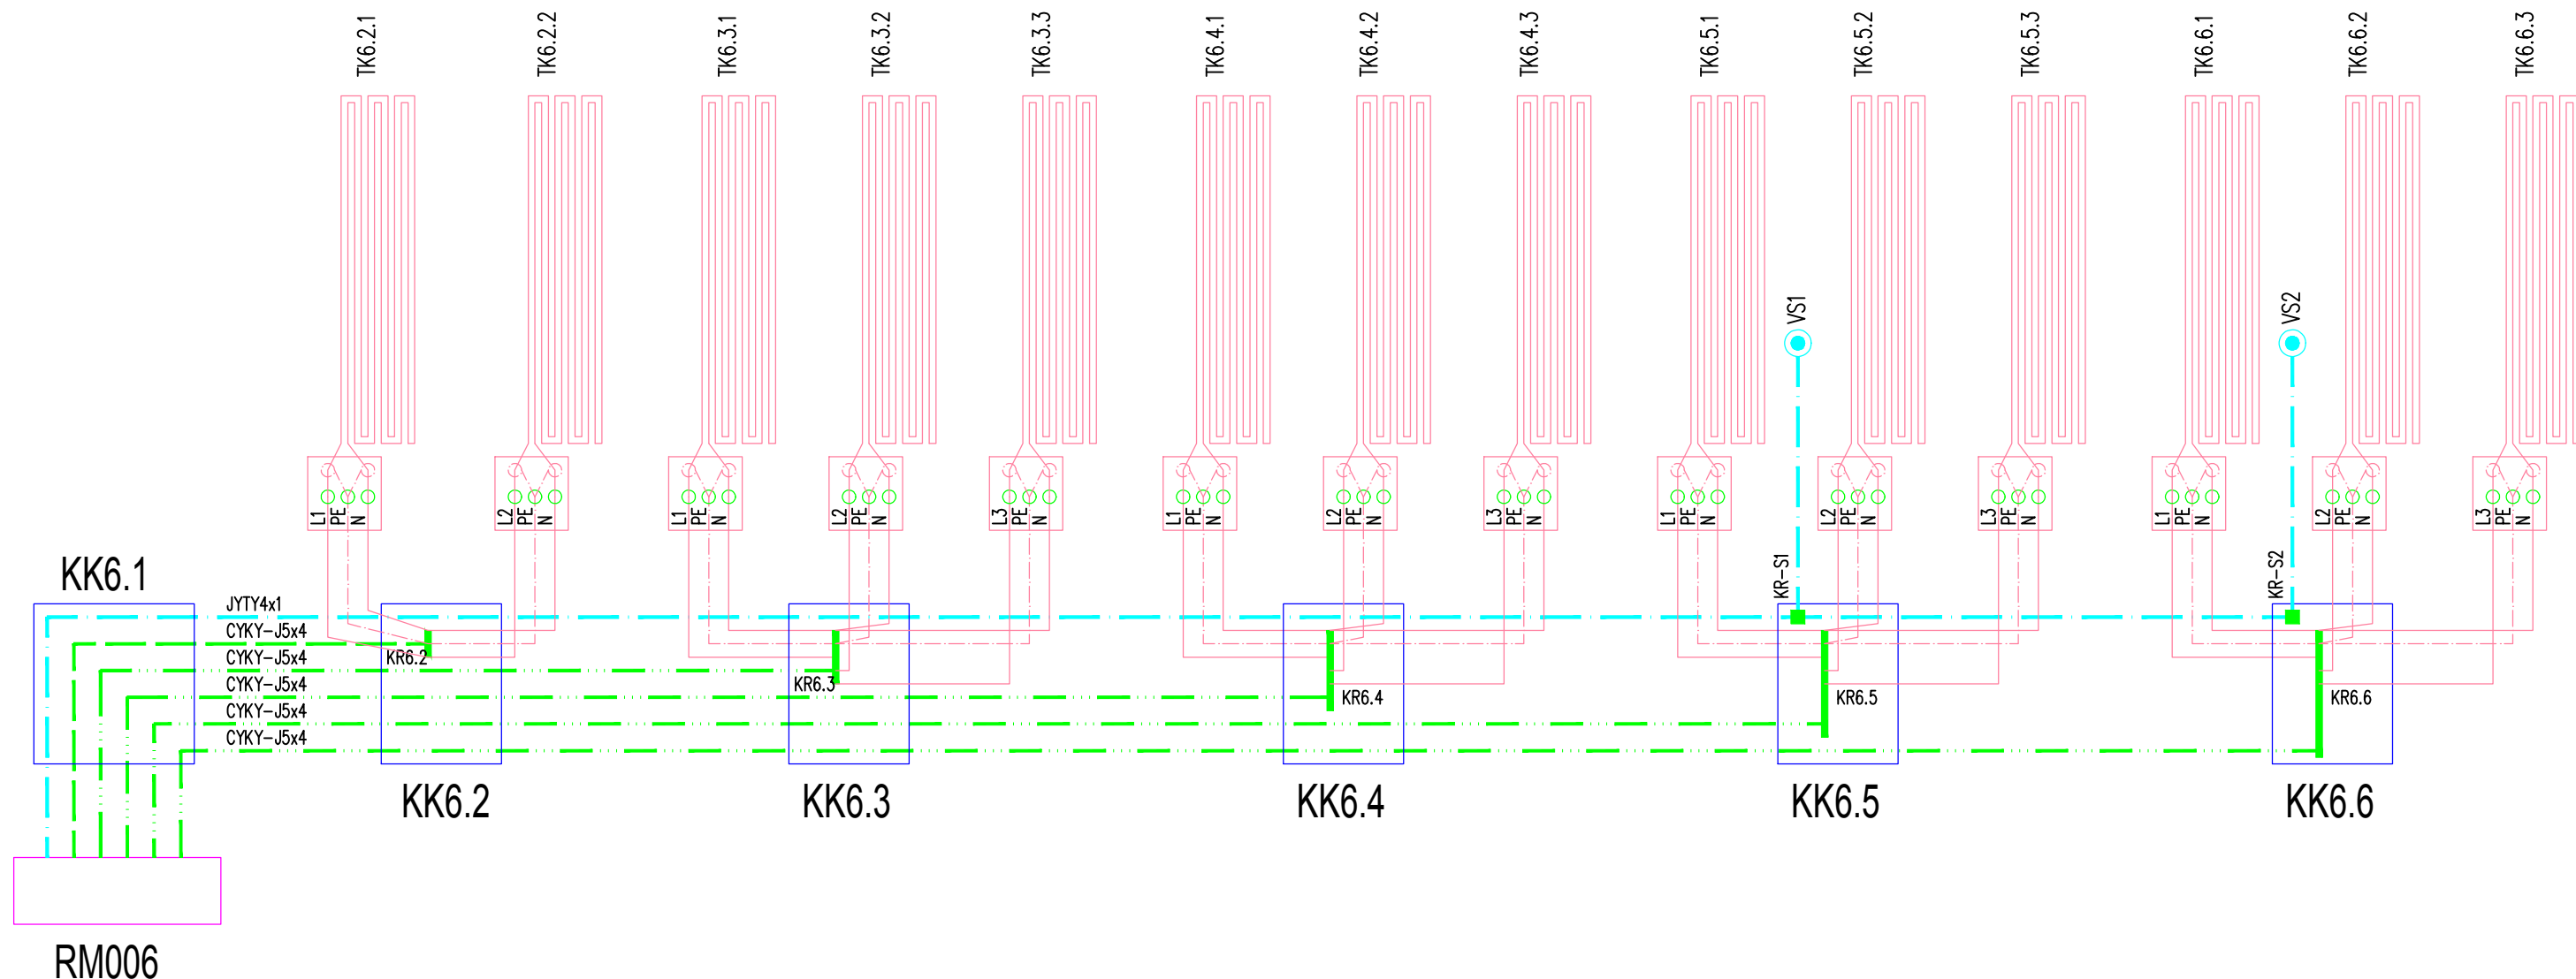 TK6.2.1
TK6.2.2
TK6.3.1
TK6.3.2
TK6.3.3
TK6.4.1
TK6.4.2
TK6.4.3
TK6.5.1
TK6.5.2
TK6.5.3
TK6.6.1
TK6.6.2
TK6.6.3
VS1
VS2
L1 PE N
L2 PE N
L1 PE N
L2 PE N
L3 PE N
L1 PE N
L2 PE N
L3 PE N
L1 PE N
L2 PE N
L3 PE N
L1 PE N
L2 PE N
L3 PE N
KR-S1
KR-S2
KK6.1
JYTY4x1
CYKY-J5x4
CYKY-J5x4
CYKY-J5x4
CYKY-J5x4
CYKY-J5x4
KR6.2
KR6.3
KR6.4
KR6.5
KR6.6
KK6.2
KK6.3
KK6.4
KK6.5
KK6.6
RM006